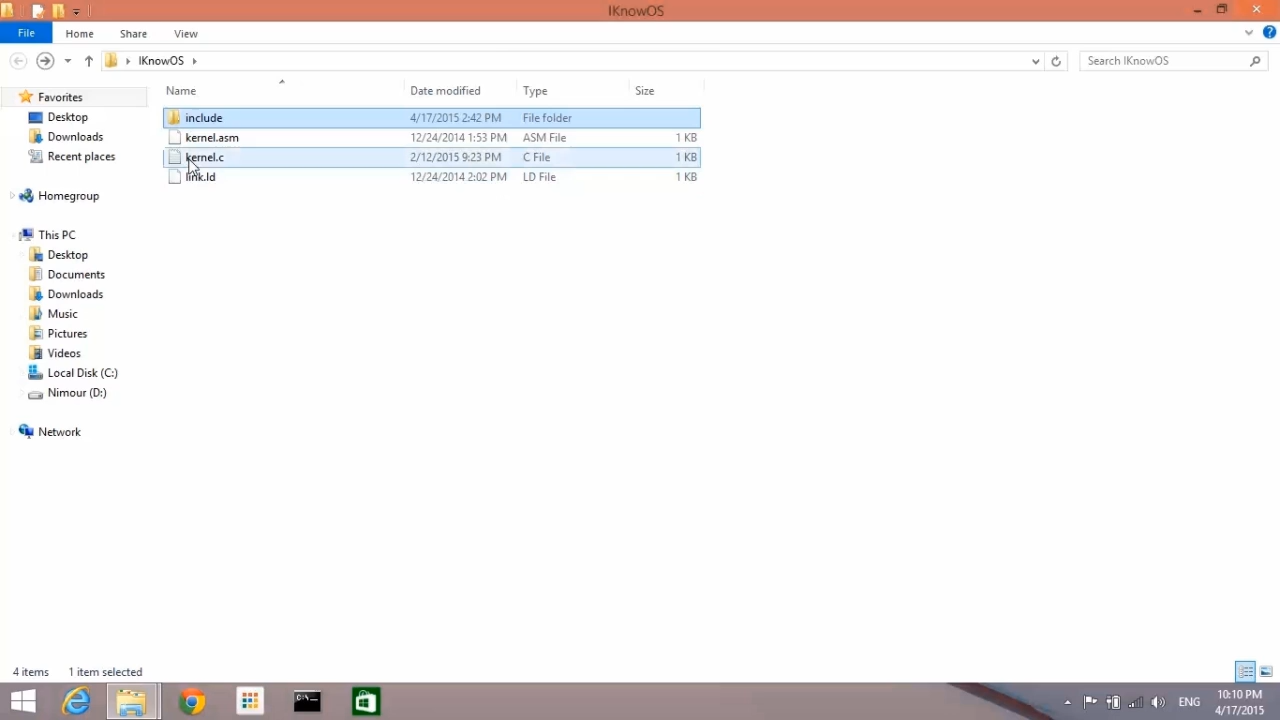 IKnowOS
File Home Share View
IKnowOS
Search IKnowOS
Name Date modified Type Size
Favorites
Desktop
Downloads
Recent places
Homegroup
This PC
Desktop
Documents
Downloads
Music
Pictures
Videos
Local Disk (C:)
Nimour (D:)
Network
include 4/17/2015 2:42 PM File folder
kernel.asm 12/24/2014 1:53 PM ASM File 1 KB
kernel.c 2/12/2015 9:23 PM C File 1 KB
link.ld 12/24/2014 2:02 PM LD File 1 KB
4 items 1 item selected
ENG
10:10 PM
4/17/2015